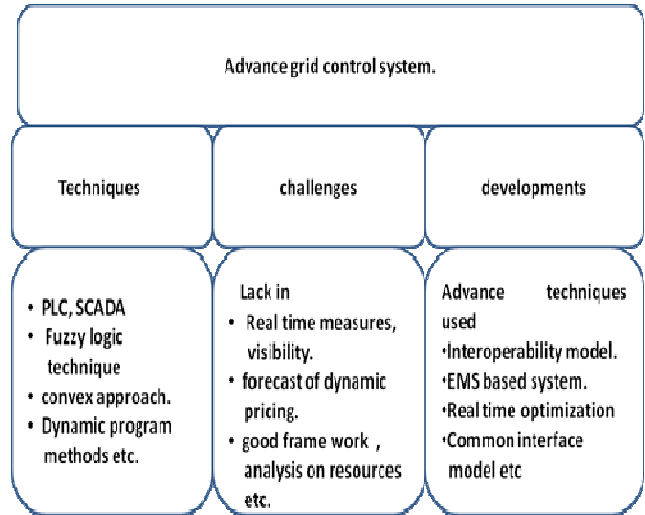 Advance grid control system.
Techniques
challenges
developments
• PLC, SCADA
• Fuzzy logic
technique
• convex approach.
• Dynamic program
methods etc.
Lack in
• Real time measures,
visibility.
• forecast of dynamic
pricing.
• good frame work ,
analysis on resources
etc.
Advance techniques
used
•Interoperability model.
•EMS based system.
•Real time optimization
•Common interface
model etc